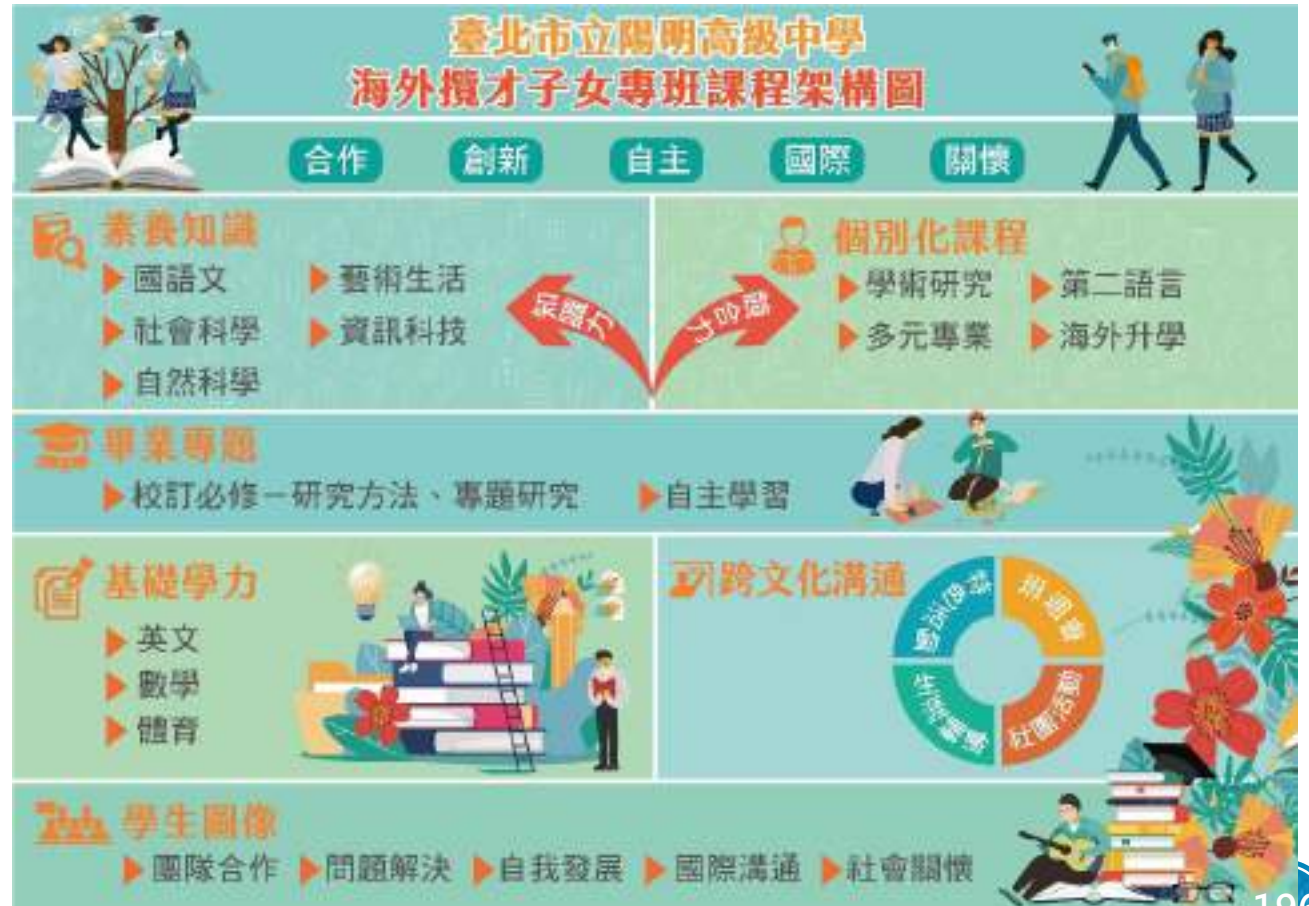 臺北市立陽明高級中學
海外攬才子女專班課程架構圖
合作 創新 自主 國際 關懷
素養知識
國語文 藝術生活
社會科學 資訊科技
自然科學
知識力
整合力
個別化課程
學術研究 第二語言
多元專業 海外升學
畢業專題
校訂必修－研究方法、專題研究 自主學習
基礎學力
英文
數學
體育
跨文化溝通
社團活動
學生圖像
團隊合作 問題解決 自我發展 國際溝通 社會關懷